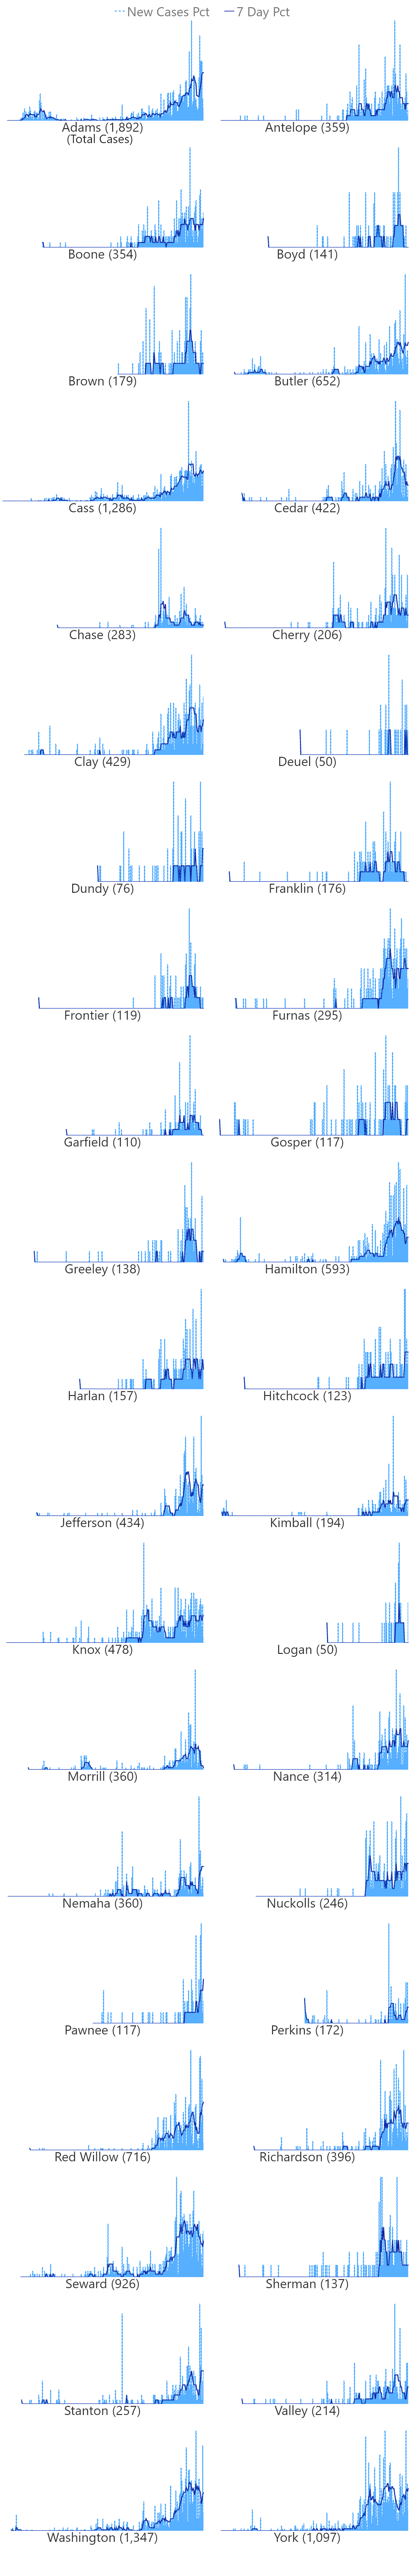 New Cases Pct 7 Day Pct
Adams (1,892) Antelope (359)
(Total Cases)
Boone (354) Boyd (141)
Brown (179) Butler (652)
Cass (1,286) Cedar (422)
Chase (283) Cherry (206)
Clay (429) Deuel (50)
Dundy (76) Franklin (176)
Frontier (119) Furnas (295)
Garfield (110) Gosper (117)
Greeley (138) Hamilton (593)
Harlan (157) Hitchcock (123)
Jefferson (434) Kimball (194)
Knox (478) Logan (50)
Morrill (360) Nance (314)
Nemaha (360) Nuckolls (246)
Pawnee (117) Perkins (172)
Red Willow (716) Richardson (396)
Seward (926) Sherman (137)
Stanton (257) Valley (214)
Washington (1,347) York (1,097)